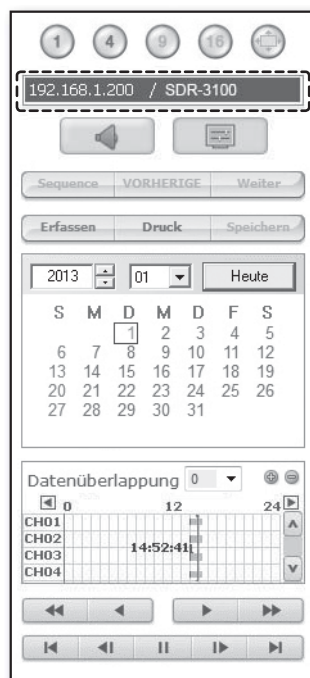 1 4 9 16
192.168.1.200 / SDR-3100
Sequence VORHERIGE Weiter
Erfassen Druck Speichern
2013 01 Heute
S M D M D F S
1 2 3 4 5
6 7 8 9 10 11 12
13 14 15 16 17 18 19
20 21 22 23 24 25 26
27 28 29 30 31
Datenüberlappung 0
0 12 24
CH01
CH02
14:52:41
CH03
CH04